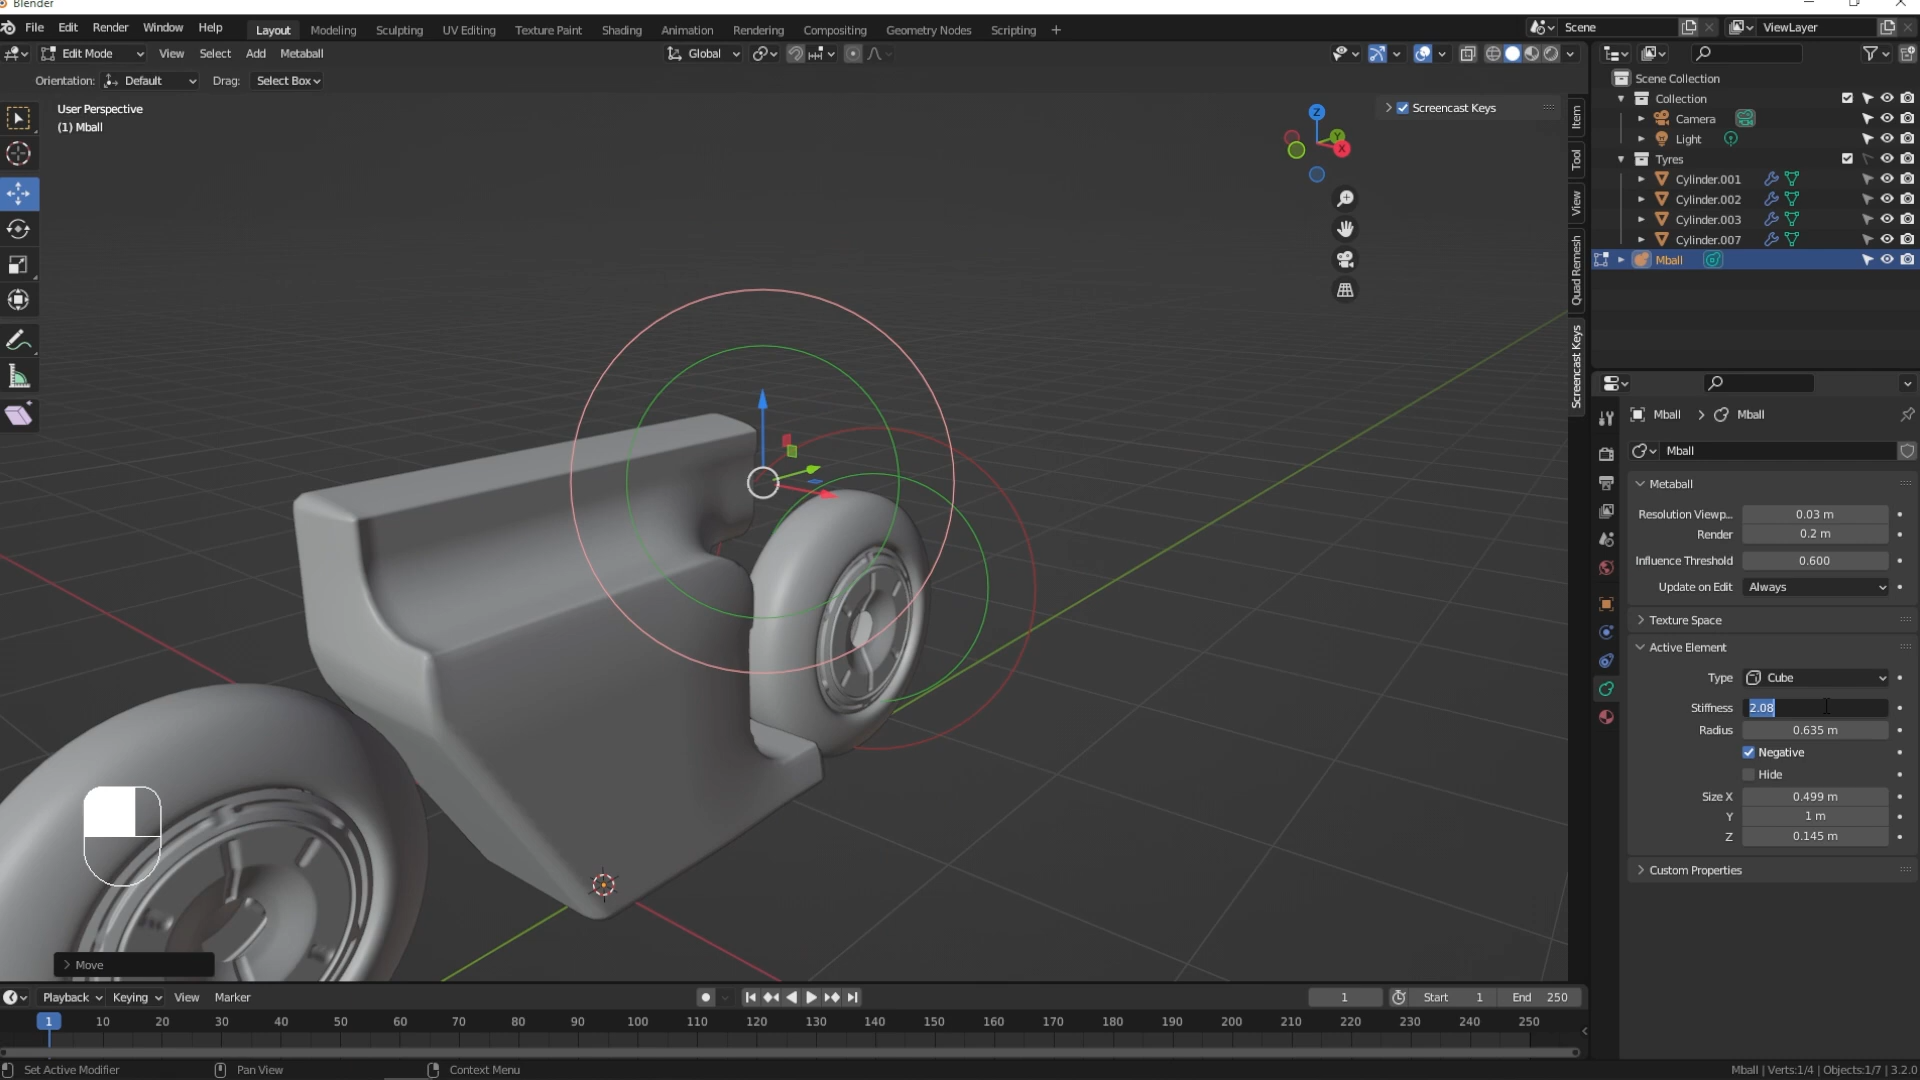 Blender
File Edit Render Window Help Layout Modeling Sculpting UV Editing Texture Paint Shading Animation Rendering Compositing Geometry Nodes Scripting + Scene ViewLayer
Edit Mode View Select Add Metaball Global
Orientation: Default Drag: Select Box
User Perspective
(1) Mball
Screencast Keys
Z
Y
X
Item
Tool
View
Quad Remesh
Screencast Keys
Scene Collection
Collection
Camera
Light
Tyres
Cylinder.001
Cylinder.002
Cylinder.003
Cylinder.007
Mball
Mball > Mball
Mball
Metaball
Resolution Viewp... 0.03 m
Render 0.2 m
Influence Threshold 0.600
Update on Edit Always
Texture Space
Active Element
Type Cube
Stiffness 2.08
Radius 0.635 m
Negative
Hide
Size X 0.499 m
Y 1 m
Z 0.145 m
Custom Properties
Move
Playback Keying View Marker 1 Start 1 End 250
1 10 20 30 40 50 60 70 80 90 100 110 120 130 140 150 160 170 180 190 200 210 220 230 240 250
Set Active Modifier Pan View Context Menu Mball | Verts:1/4 | Objects:1/7 | 3.2.0